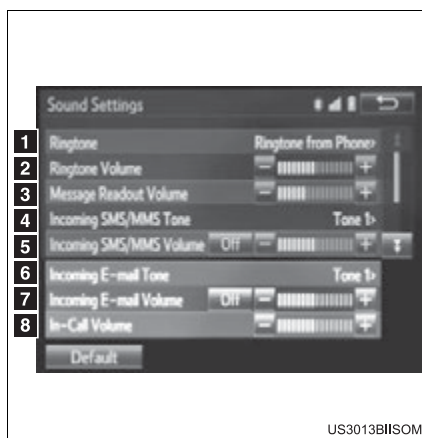 Sound Settings
1 Ringtone Ringtone from Phone>
2 Ringtone Volume − +
3 Message Readout Volume − +
4 Incoming SMS/MMS Tone Tone 1>
5 Incoming SMS/MMS Volume Off − +
6 Incoming E-mail Tone Tone 1>
7 Incoming E-mail Volume Off − +
8 In-Call Volume − +
Default
US3013BIISOM